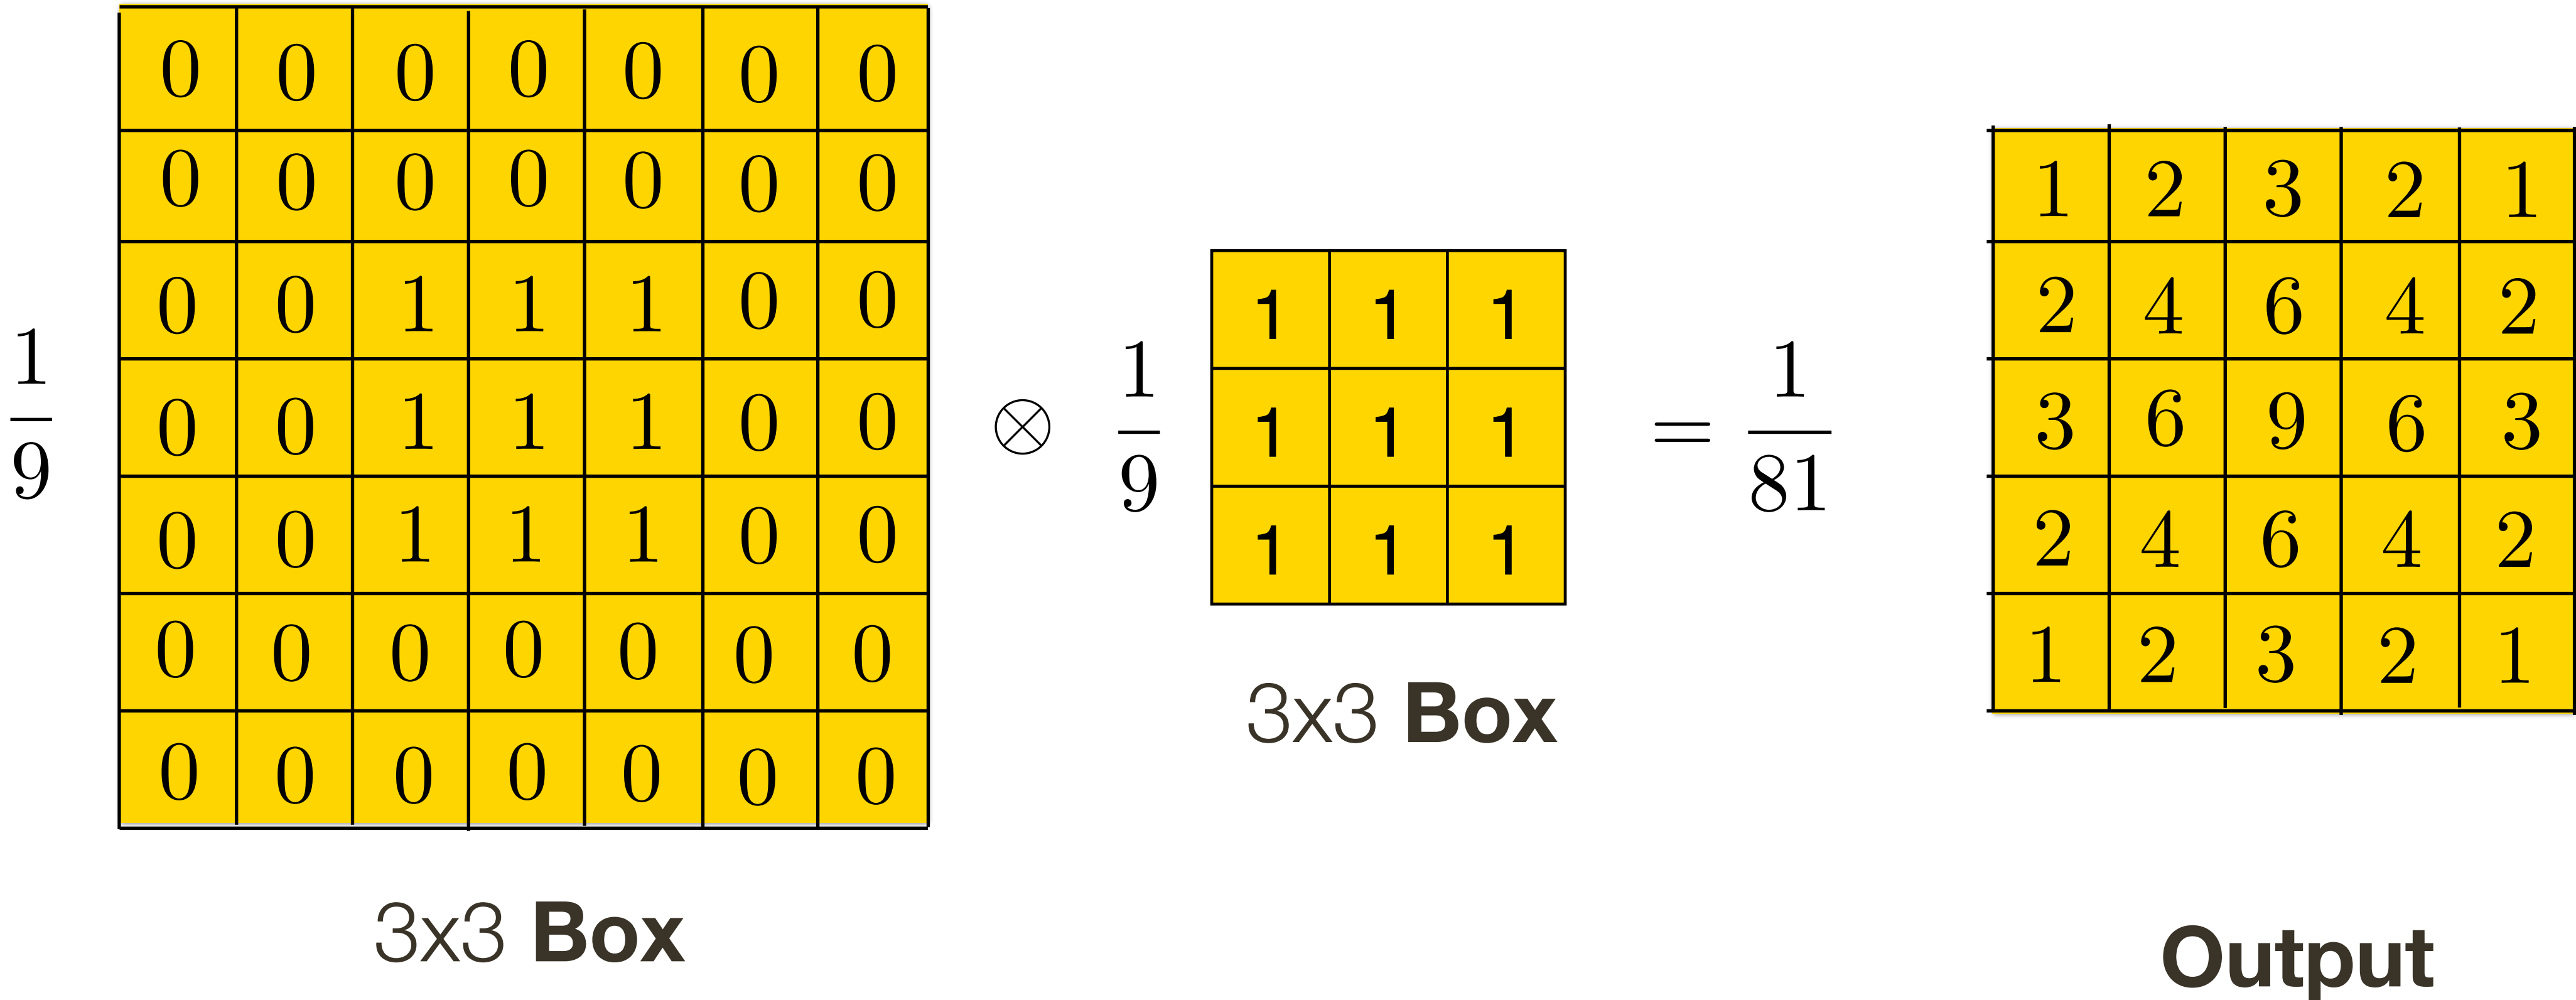 1/9
0 0 0 0 0 0 0
0 0 0 0 0 0 0
0 0 1 1 1 0 0
0 0 1 1 1 0 0
0 0 1 1 1 0 0
0 0 0 0 0 0 0
0 0 0 0 0 0 0
3x3 Box
⊗ 1/9
1 1 1
1 1 1
1 1 1
3x3 Box
= 1/81
1 2 3 2 1
2 4 6 4 2
3 6 9 6 3
2 4 6 4 2
1 2 3 2 1
Output